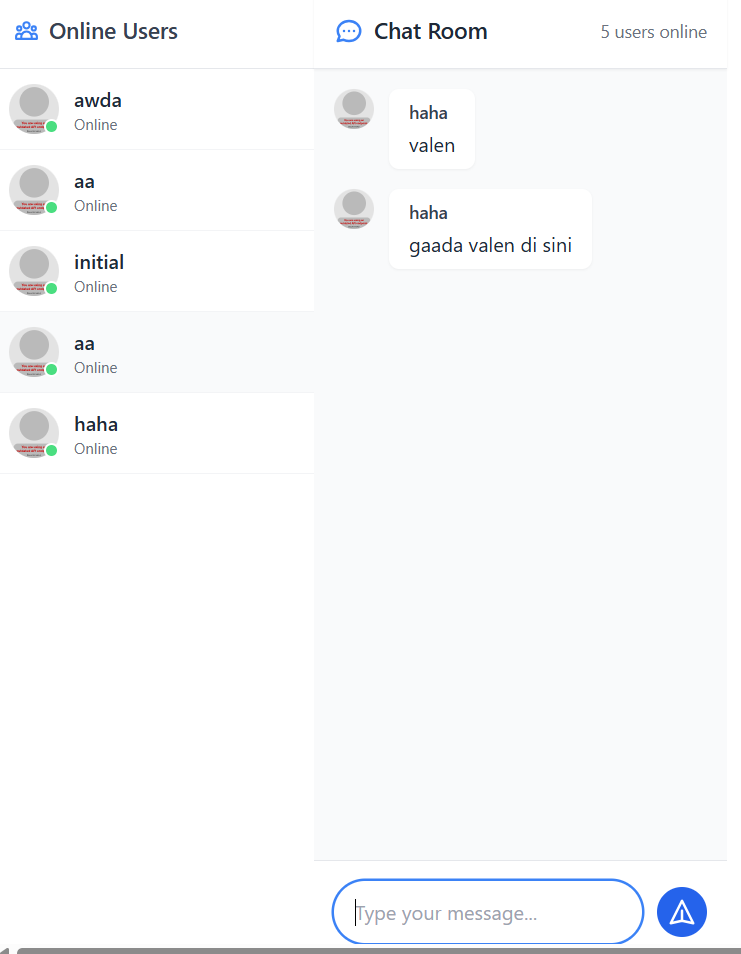 Online Users
awda
Online
aa
Online
initial
Online
aa
Online
haha
Online
Chat Room
5 users online
haha
valen
haha
gaada valen di sini
Type your message...